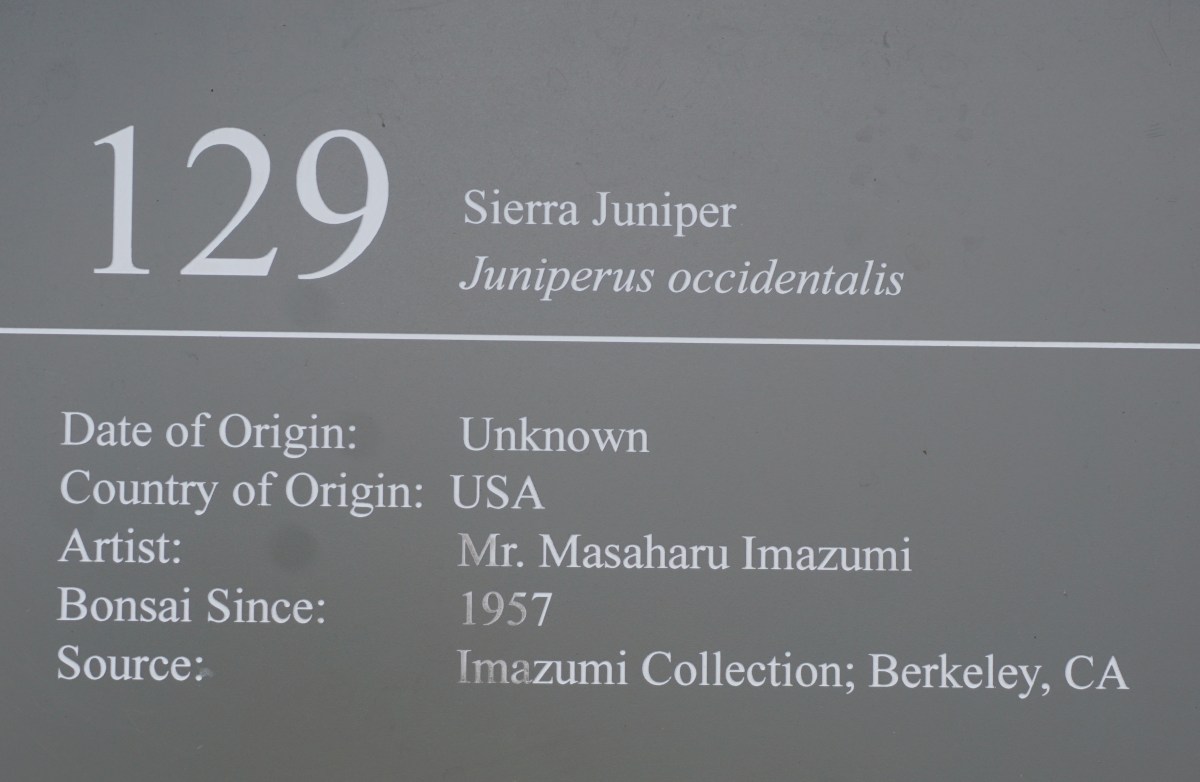 129
Sierra Juniper
Juniperus occidentalis
Date of Origin: Unknown
Country of Origin: USA
Artist: Mr. Masaharu Imazumi
Bonsai Since: 1957
Source: Imazumi Collection; Berkeley, CA